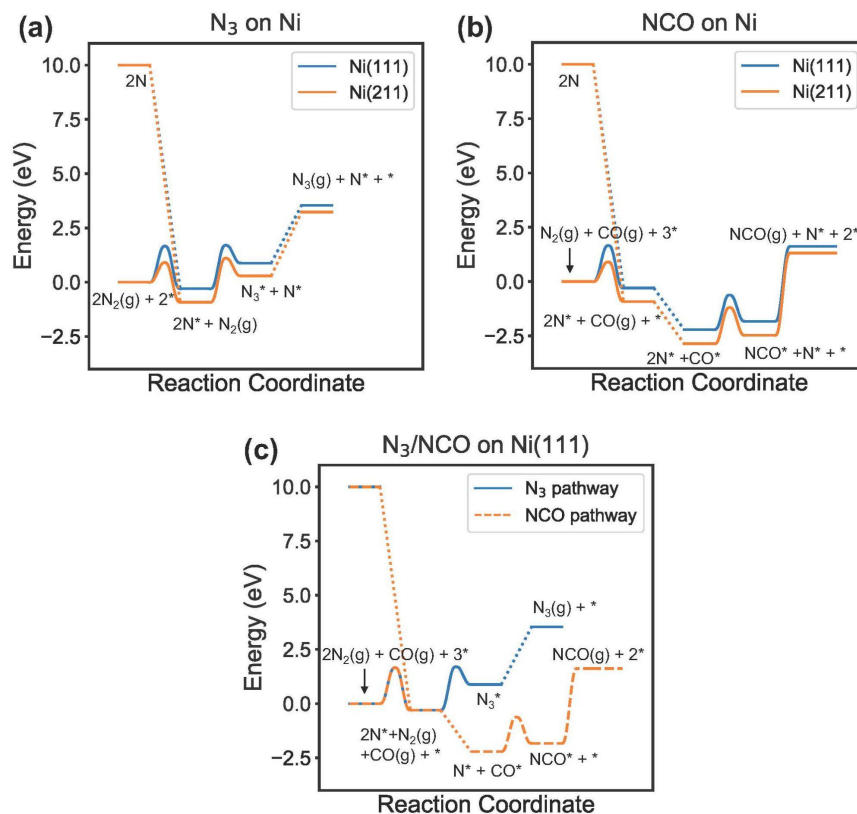 (a)
N₃ on Ni
Energy (eV)
10.0
7.5
5.0
2.5
0.0
−2.5
2N
Ni(111)
Ni(211)
N₃(g) + N* + *
2N₂(g) + 2*
N₃* + N*
2N* + N₂(g)
Reaction Coordinate
(b)
NCO on Ni
Energy (eV)
10.0
7.5
5.0
2.5
0.0
−2.5
2N
Ni(111)
Ni(211)
N₂(g) + CO(g) + 3*
NCO(g) + N* + 2*
2N* + CO(g) + *
2N* +CO*
NCO* +N* + *
Reaction Coordinate
(c)
N₃/NCO on Ni(111)
Energy (eV)
10.0
7.5
5.0
2.5
0.0
−2.5
N₃ pathway
NCO pathway
N₃(g) + *
2N₂(g) + CO(g) + 3*
NCO(g) + 2*
N₃*
2N*+N₂(g)
+CO(g) + *
N* + CO*
NCO* + *
Reaction Coordinate